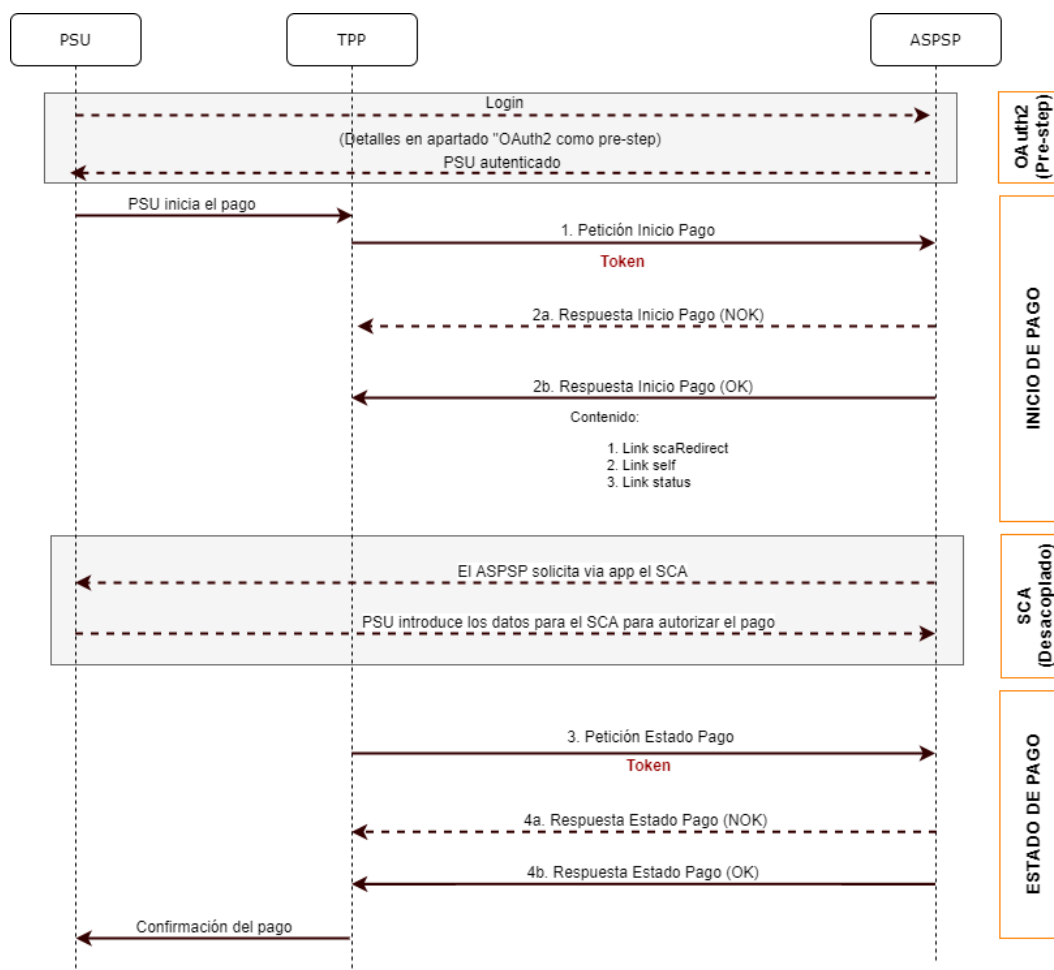 PSU
TPP
ASPSP
Login
(Detalles en apartado "OAuth2 como pre-step)
PSU autenticado
OAuth2
(Pre-step)
PSU inicia el pago
1. Petición Inicio Pago
Token
2a. Respuesta Inicio Pago (NOK)
2b. Respuesta Inicio Pago (OK)
Contenido:
1. Link scaRedirect
2. Link self
3. Link status
INICIO DE PAGO
El ASPSP solicita via app el SCA
PSU introduce los datos para el SCA para autorizar el pago
SCA
(Desacoplado)
3. Petición Estado Pago
Token
4a. Respuesta Estado Pago (NOK)
4b. Respuesta Estado Pago (OK)
Confirmación del pago
ESTADO DE PAGO